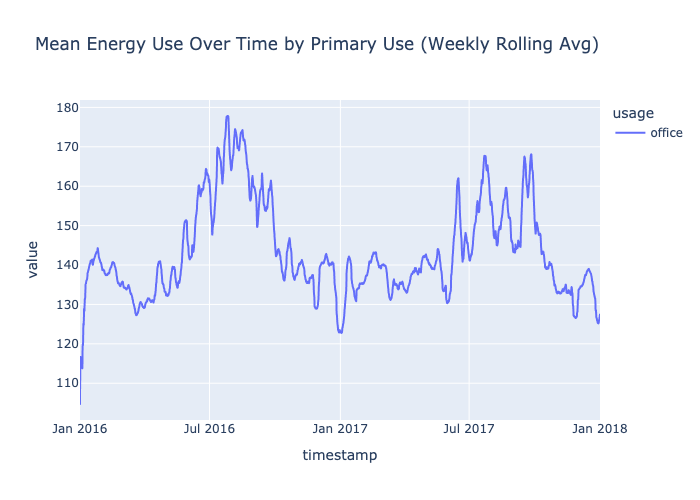 Mean Energy Use Over Time by Primary Use (Weekly Rolling Avg)
usage
office
180
170
160
150
140
130
120
110
value
Jan 2016
Jul 2016
Jan 2017
Jul 2017
Jan 2018
timestamp